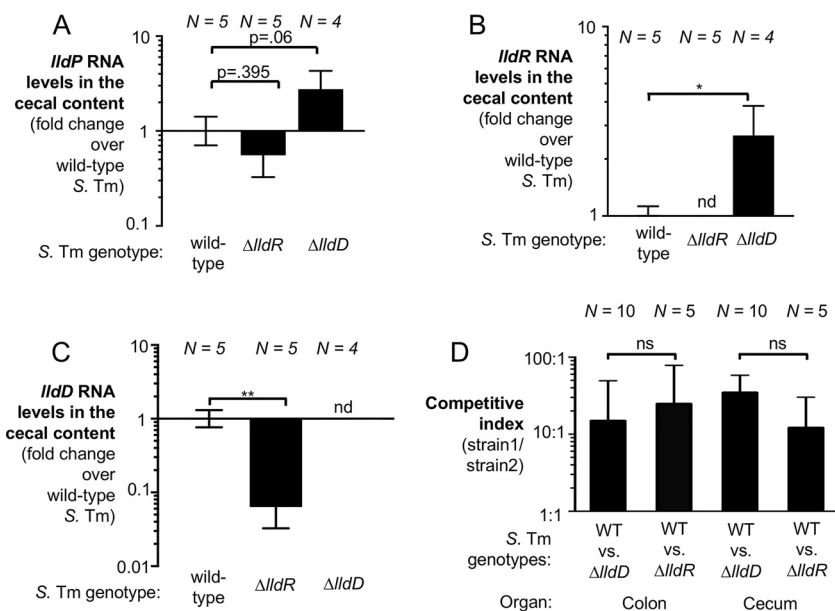 A
N = 5 N = 5 N = 4
p=.06
p=.395
lldP RNA
levels in the
cecal content
(fold change
over
wild-type
S. Tm)
10
1
0.1
S. Tm genotype:
wild-
type
ΔlldR
ΔlldD
B
N = 5 N = 5 N = 4
*
lldR RNA
levels in the
cecal content
(fold change
over
wild-type
S. Tm)
10
1
nd
S. Tm genotype:
wild-
type
ΔlldR
ΔlldD
C
N = 5 N = 5 N = 4
**
nd
lldD RNA
levels in the
cecal content
(fold change
over
wild-type
S. Tm)
10
1
0.1
0.01
S. Tm genotype:
wild-
type
ΔlldR
ΔlldD
D
N = 10 N = 5 N = 10 N = 5
ns
ns
Competitive
index
(strain1/
strain2)
100:1
10:1
1:1
S. Tm
genotypes:
WT
vs.
ΔlldD
WT
vs.
ΔlldR
WT
vs.
ΔlldD
WT
vs.
ΔlldR
Organ: Colon Cecum